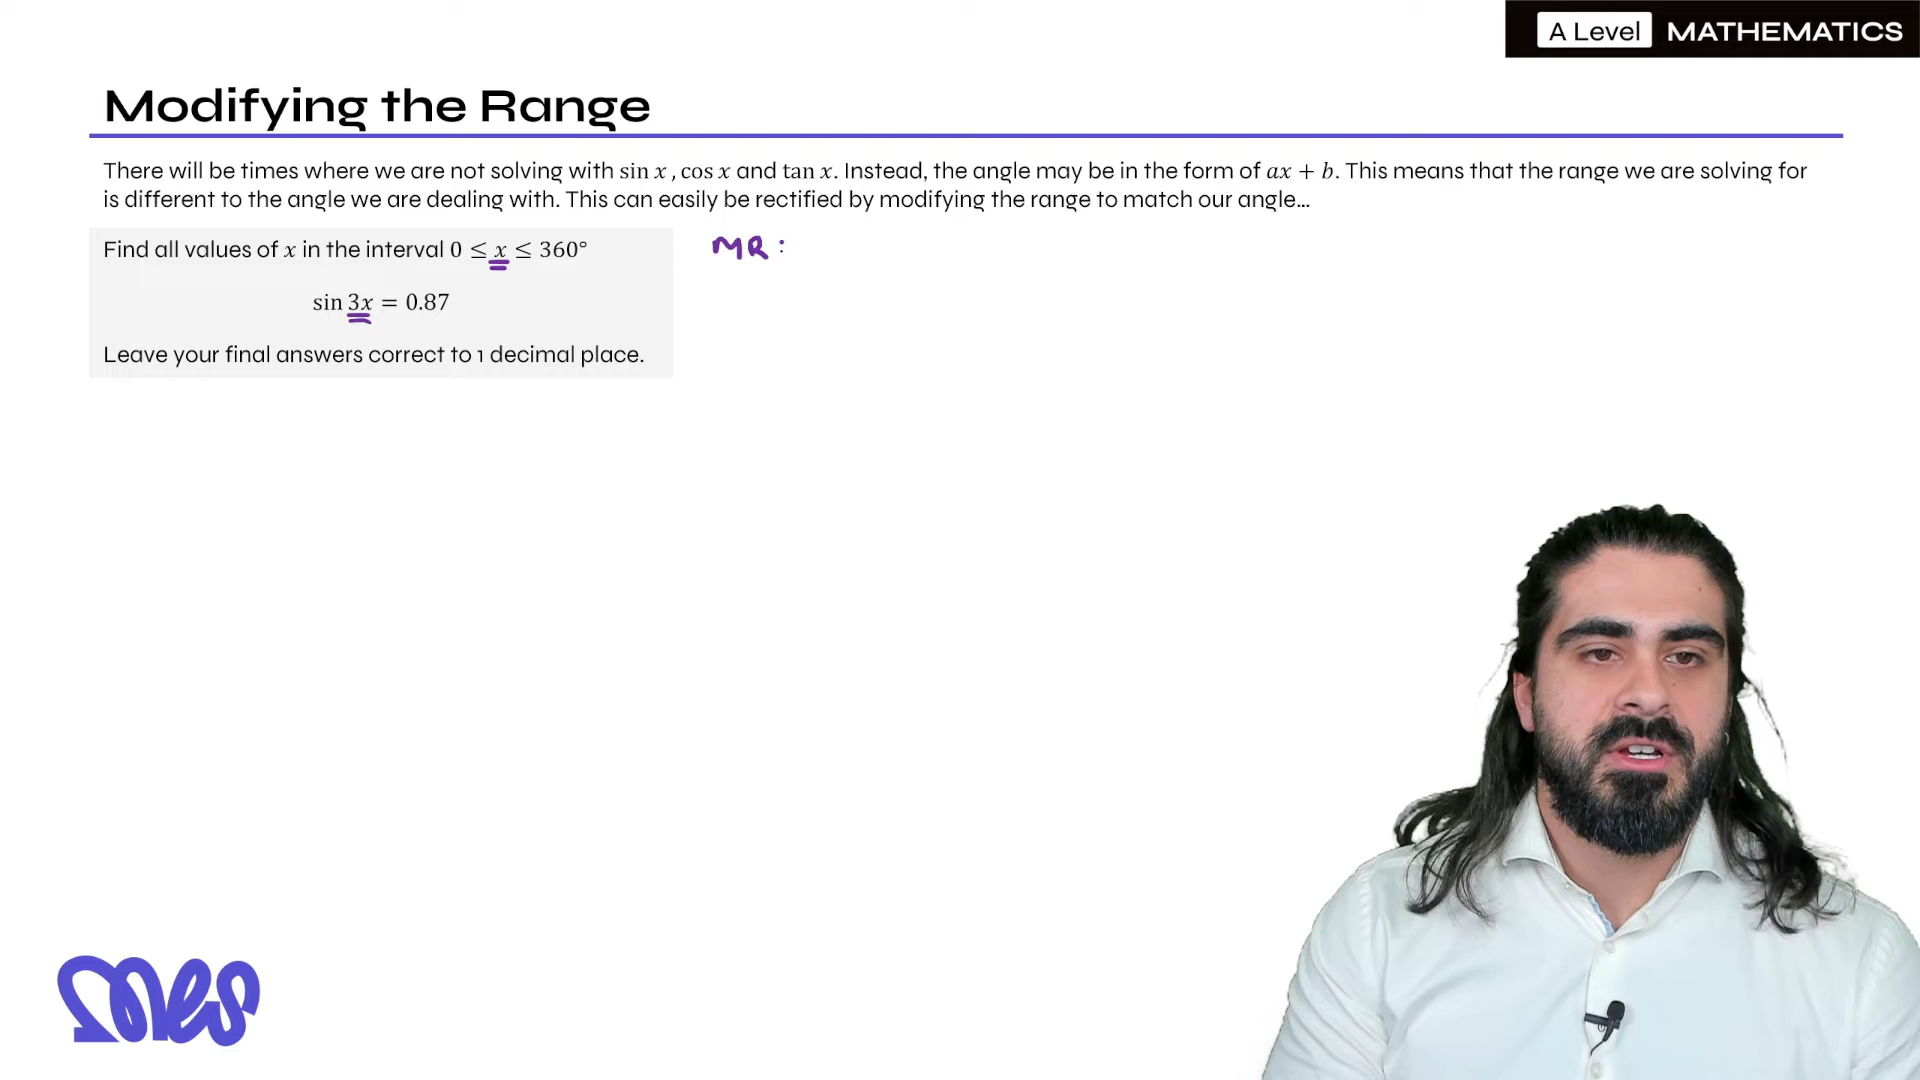 A Level MATHEMATICS
Modifying the Range
There will be times where we are not solving with sin x , cos x and tan x. Instead, the angle may be in the form of ax + b. This means that the range we are solving for
is different to the angle we are dealing with. This can easily be rectified by modifying the range to match our angle...
Find all values of x in the interval 0 ≤ x ≤ 360°
MR :
sin 3x = 0.87
Leave your final answers correct to 1 decimal place.
mes